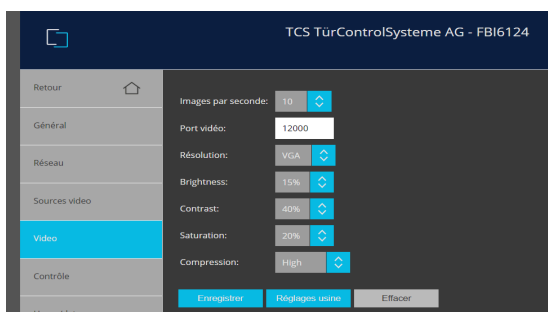 TCS TürControlSysteme AG - FBI6124
Retour
Général
Réseau
Sources video
Video
Contrôle
Images par seconde: 10
Port vidéo: 12000
Résolution: VGA
Brightness: 15%
Contrast: 40%
Saturation: 20%
Compression: High
Enregistrer Réglages usine Effacer